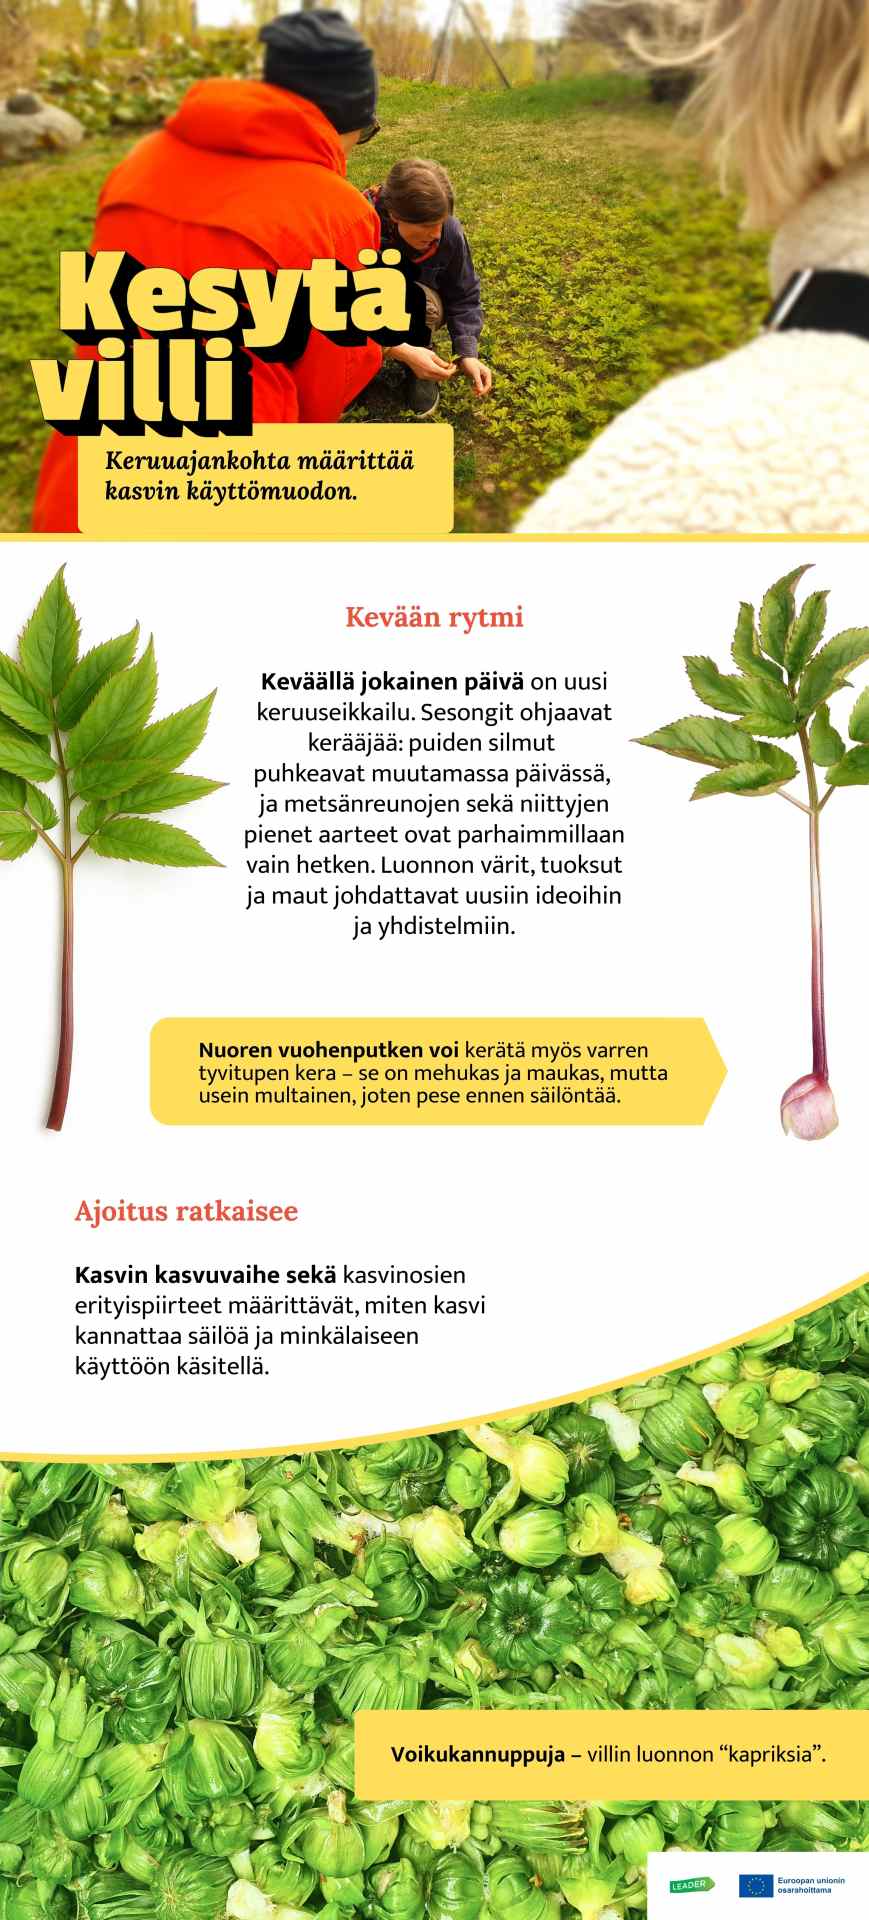 Kesytä
villi
Keruuajankohta määrittää
kasvin käyttömuodon.
Kevään rytmi
Keväällä jokainen päivä on uusi
keruuseikkailu. Sesongit ohjaavat
kerääjää: puiden silmut
puhkeavat muutamassa päivässä,
ja metsänreunojen sekä niittyjen
pienet aarteet ovat parhaimmillaan
vain hetken. Luonnon värit, tuoksut
ja maut johdattavat uusiin ideoihin
ja yhdistelmiin.
Nuoren vuohenputken voi kerätä myös varren
tyvitupen kera – se on mehukas ja maukas, mutta
usein multainen, joten pese ennen säilöntää.
Ajoitus ratkaisee
Kasvin kasvuvaihe sekä kasvinosien
erityispiirteet määrittävät, miten kasvi
kannattaa säilöä ja minkälaiseen
käyttöön käsitellä.
Voikukannuppuja – villin luonnon “kapriksia”.
LEADER
Euroopan unionin
osarahoittama